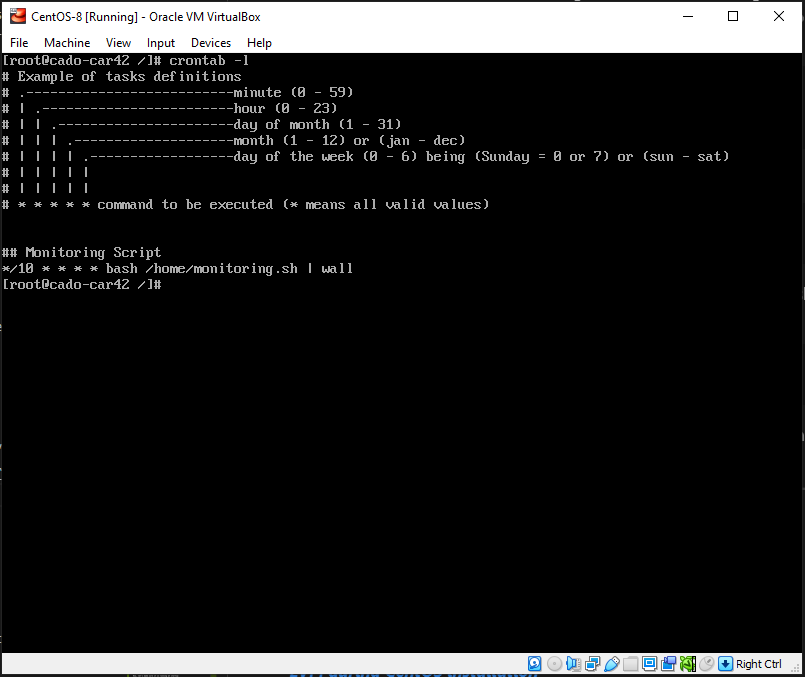 CentOS-8 [Running] - Oracle VM VirtualBox
File Machine View Input Devices Help
[root@cado-car42 /]# crontab -l
# Example of tasks definitions
# .--------------------------minute (0 - 59)
# | .------------------------hour (0 - 23)
# | | .----------------------day of month (1 - 31)
# | | | .--------------------month (1 - 12) or (jan - dec)
# | | | | .------------------day of the week (0 - 6) being (Sunday = 0 or 7) or (sun - sat)
# | | | | |
# | | | | |
# * * * * * command to be executed (* means all valid values)
## Monitoring Script
*/10 * * * * bash /home/monitoring.sh | wall
[root@cado-car42 /]#
Right Ctrl